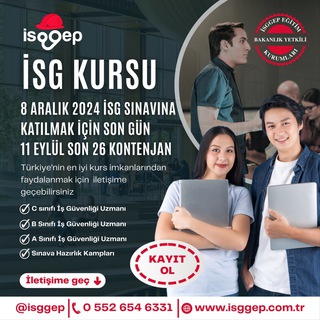 isggep
İSGGEP EĞİTİM
BAKANLIK YETKİLİ
KURUMLARI
İSG KURSU
8 ARALIK 2024 İSG SINAVINA
KATILMAK İÇİN SON GÜN
11 EYLÜL SON 26 KONTENJAN
Türkiye'nin en iyi kurs imkanlarından
faydalanmak için iletişime
geçebilirsiniz
C sınıfı İş Güvenliği Uzmanı
B Sınıfı İş Güvenliği Uzmanı
A Sınıfı İş Güvenliği Uzmanı
Sınava Hazırlık Kampları
KAYIT
OL
İletişime geç
@isggep
0 552 654 6331
www.isggep.com.tr